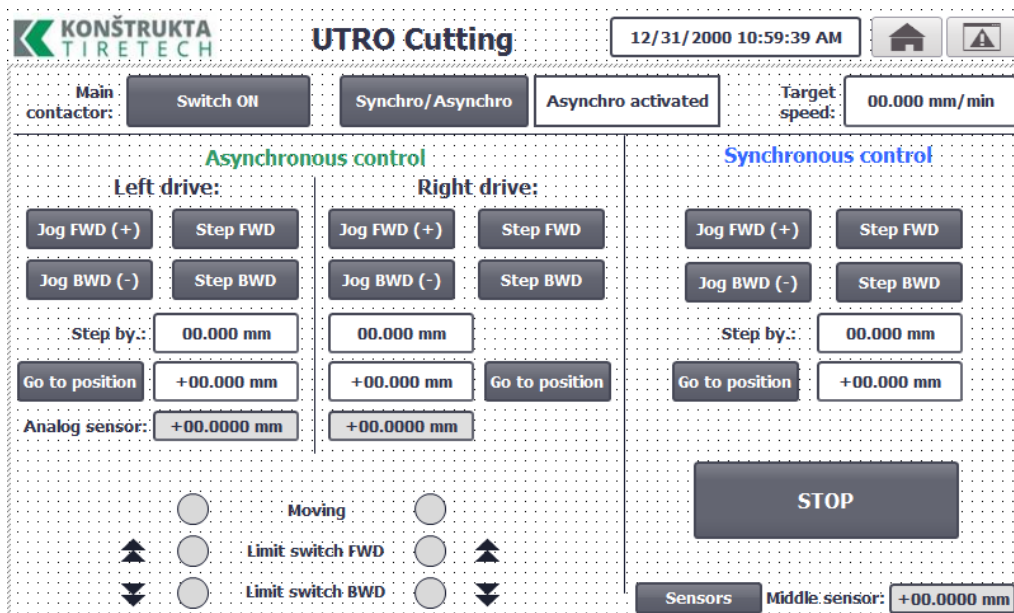 KONŠTRUKTA
TIRETECH
UTRO Cutting
12/31/2000 10:59:39 AM
Main contactor:
Switch ON
Synchro/Asynchro
Asynchro activated
Target speed:
00.000 mm/min
Asynchronous control
Synchronous control
Left drive:
Right drive:
Jog FWD (+)
Step FWD
Jog FWD (+)
Step FWD
Jog FWD (+)
Step FWD
Jog BWD (-)
Step BWD
Jog BWD (-)
Step BWD
Jog BWD (-)
Step BWD
Step by.:
00.000 mm
00.000 mm
Step by.:
00.000 mm
Go to position
+00.000 mm
+00.000 mm
Go to position
Go to position
+00.000 mm
Analog sensor:
+00.0000 mm
+00.0000 mm
STOP
Moving
Limit switch FWD
Limit switch BWD
Sensors
Middle sensor:
+00.0000 mm